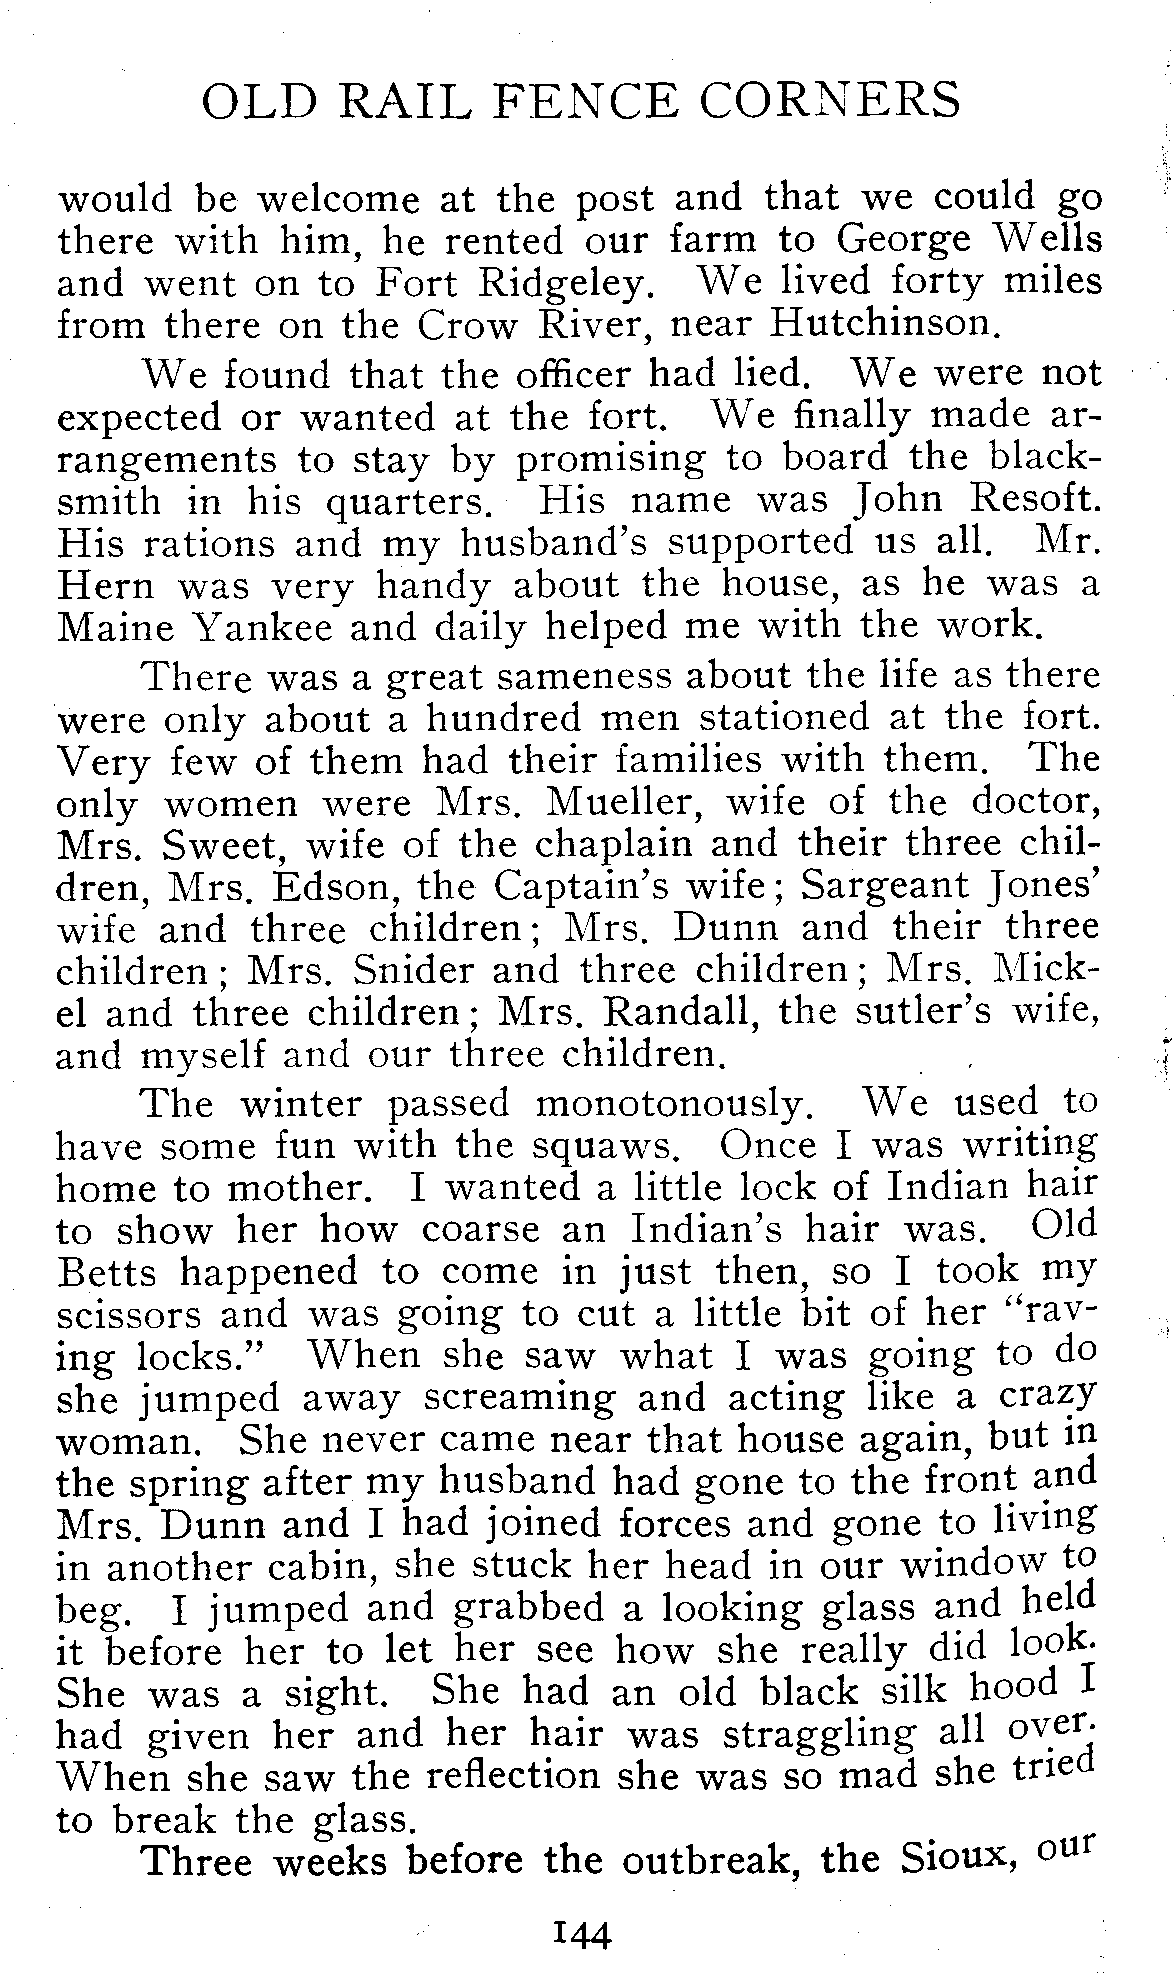 OLD RAIL FENCE CORNERS
would be welcome at the post and that we could go
there with him, he rented our farm to George Wells
and went on to Fort Ridgeley. We lived forty miles
from there on the Crow River, near Hutchinson.
We found that the officer had lied. We were not
expected or wanted at the fort. We finally made ar-
rangements to stay by promising to board the black-
smith in his quarters. His name was John Resoft.
His rations and my husband's supported us all. Mr.
Hern was very handy about the house, as he was a
Maine Yankee and daily helped me with the work.
There was a great sameness about the life as there
were only about a hundred men stationed at the fort.
Very few of them had their families with them. The
only women were Mrs. Mueller, wife of the doctor,
Mrs. Sweet, wife of the chaplain and their three chil-
dren, Mrs. Edson, the Captain's wife; Sargeant Jones'
wife and three children; Mrs. Dunn and their three
children; Mrs. Snider and three children; Mrs. Mick-
el and three children; Mrs. Randall, the sutler's wife,
and myself and our three children.
The winter passed monotonously. We used to
have some fun with the squaws. Once I was writing
home to mother. I wanted a little lock of Indian hair
to show her how coarse an Indian's hair was. Old
Betts happened to come in just then, so I took my
scissors and was going to cut a little bit of her "rav-
ing locks." When she saw what I was going to do
she jumped away screaming and acting like a crazy
woman. She never came near that house again, but in
the spring after my husband had gone to the front and
Mrs. Dunn and I had joined forces and gone to living
in another cabin, she stuck her head in our window to
beg. I jumped and grabbed a looking glass and held
it before her to let her see how she really did look.
She was a sight. She had an old black silk hood I
had given her and her hair was straggling all over.
When she saw the reflection she was so mad she tried
to break the glass.
Three weeks before the outbreak, the Sioux, our
144